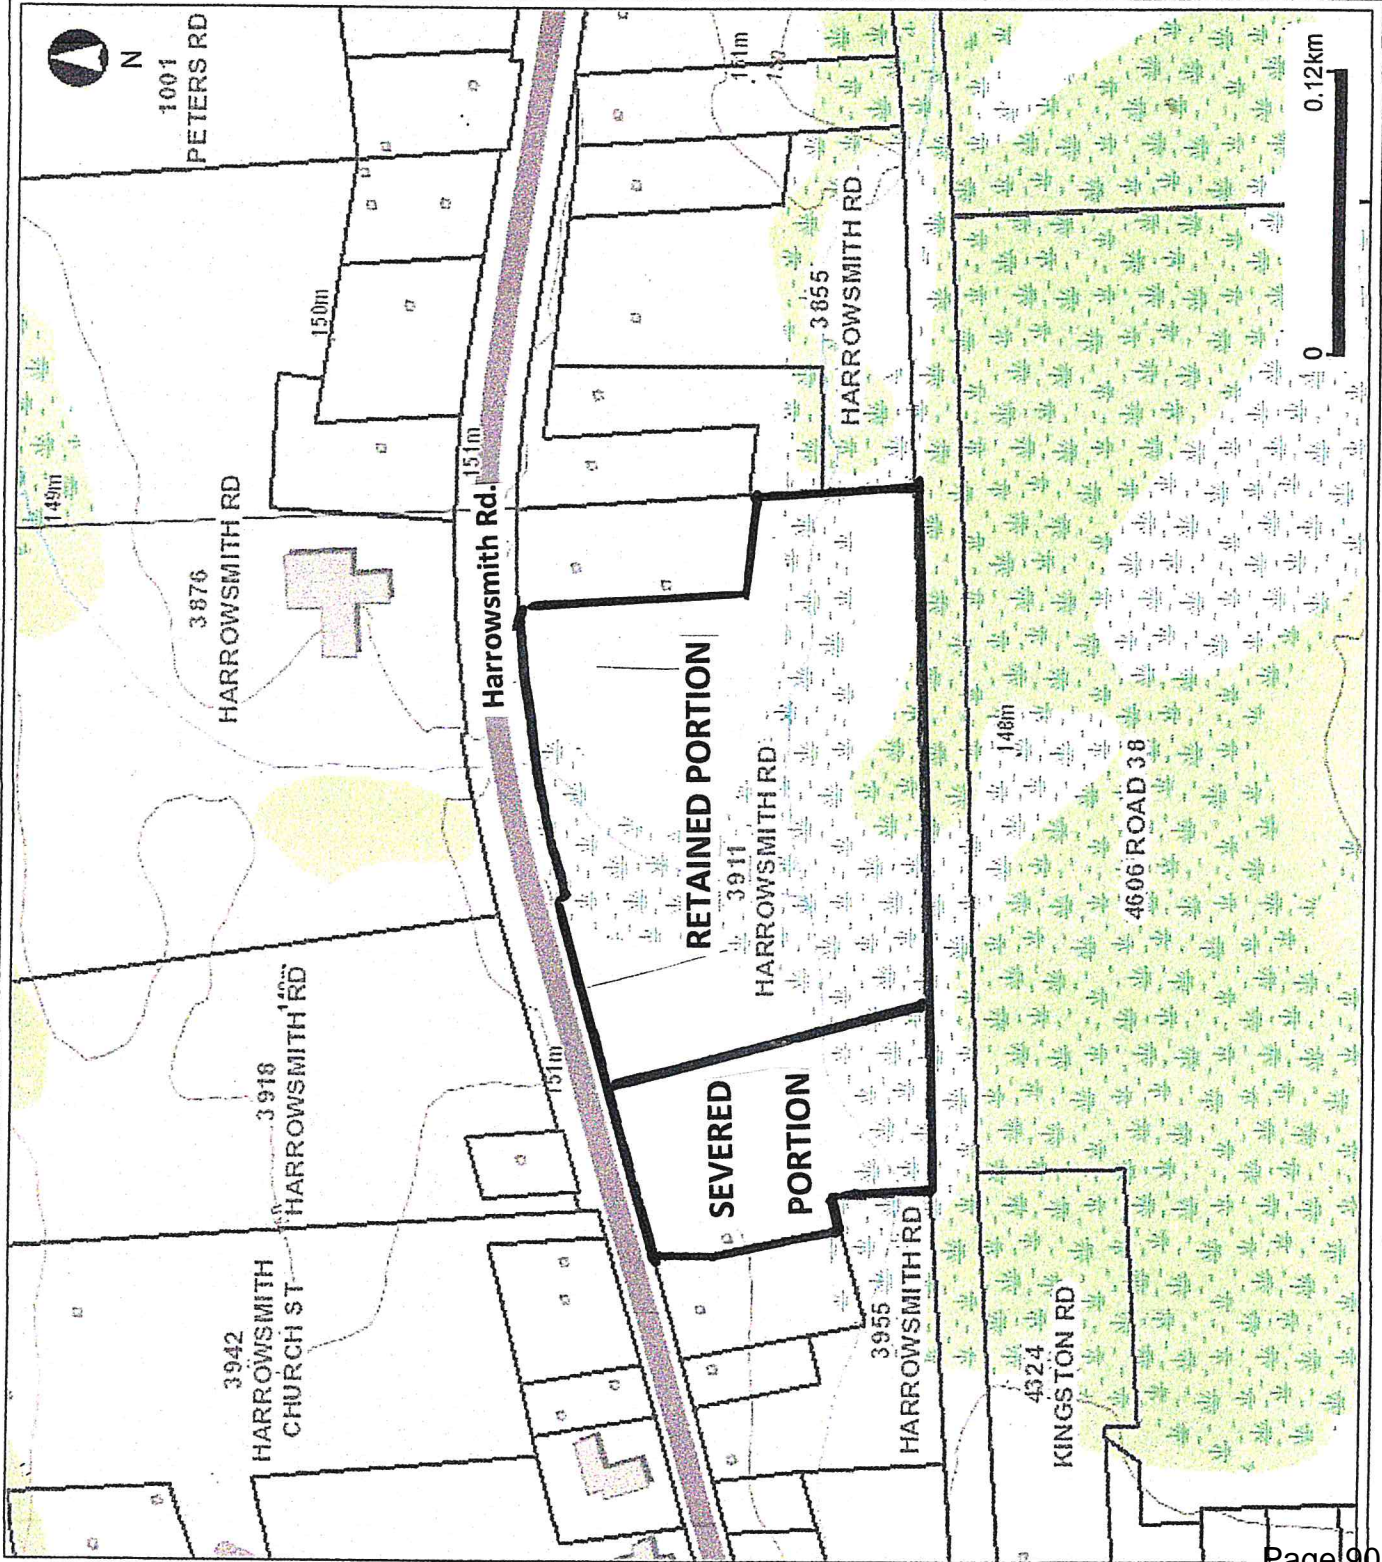 N
1001
PETERS RD
149m
150m
3876
HARROWSMITH RD
151m
Harrowsmith Rd.
151m
3855
HARROWSMITH RD
3918
HARROWSMITH RD
151m
3942
HARROWSMITH
CHURCH ST
RETAINED PORTION
3911
HARROWSMITH RD
SEVERED
PORTION
3955
HARROWSMITH RD
148m
4606 ROAD 38
4324
KINGSTON RD
0
0.12km
Page 90